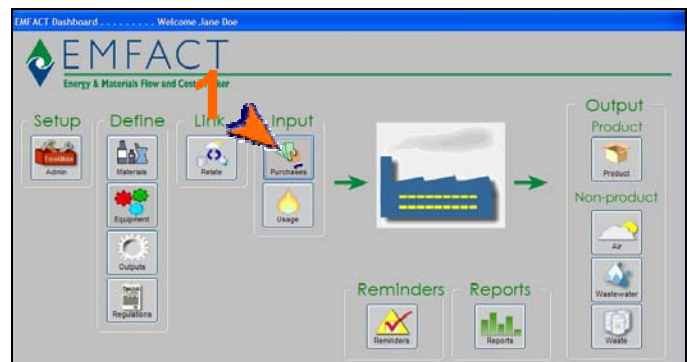 EMFACT Dashboard . . . . . . . . . Welcome Jane Doe
EMFACT
Energy & Materials Flow and Cost Tracker
1
Setup
Define
Link
Input
Output
Product
ToolBox
Admin
Materials
Relate
Purchases
Product
Equipment
Usage
Non-product
Air
Outputs
Wastewater
Regulations
Reminders
Reports
Reminders
Reports
Waste